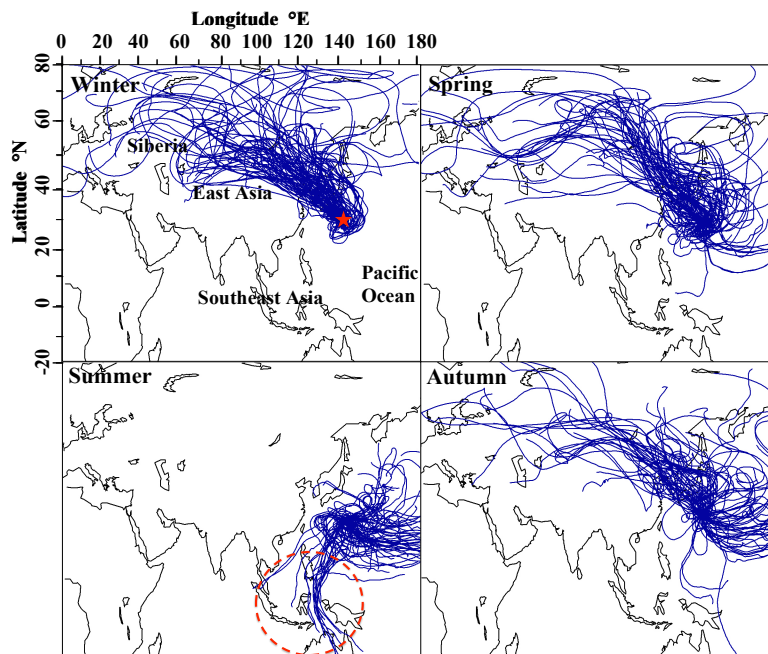 Longitude °E
0 20 40 60 80 100 120 140 160 180
Latitude °N
80
60
40
20
0
-20
Winter
Spring
Siberia
East Asia
Southeast Asia
Pacific
Ocean
Summer
Autumn